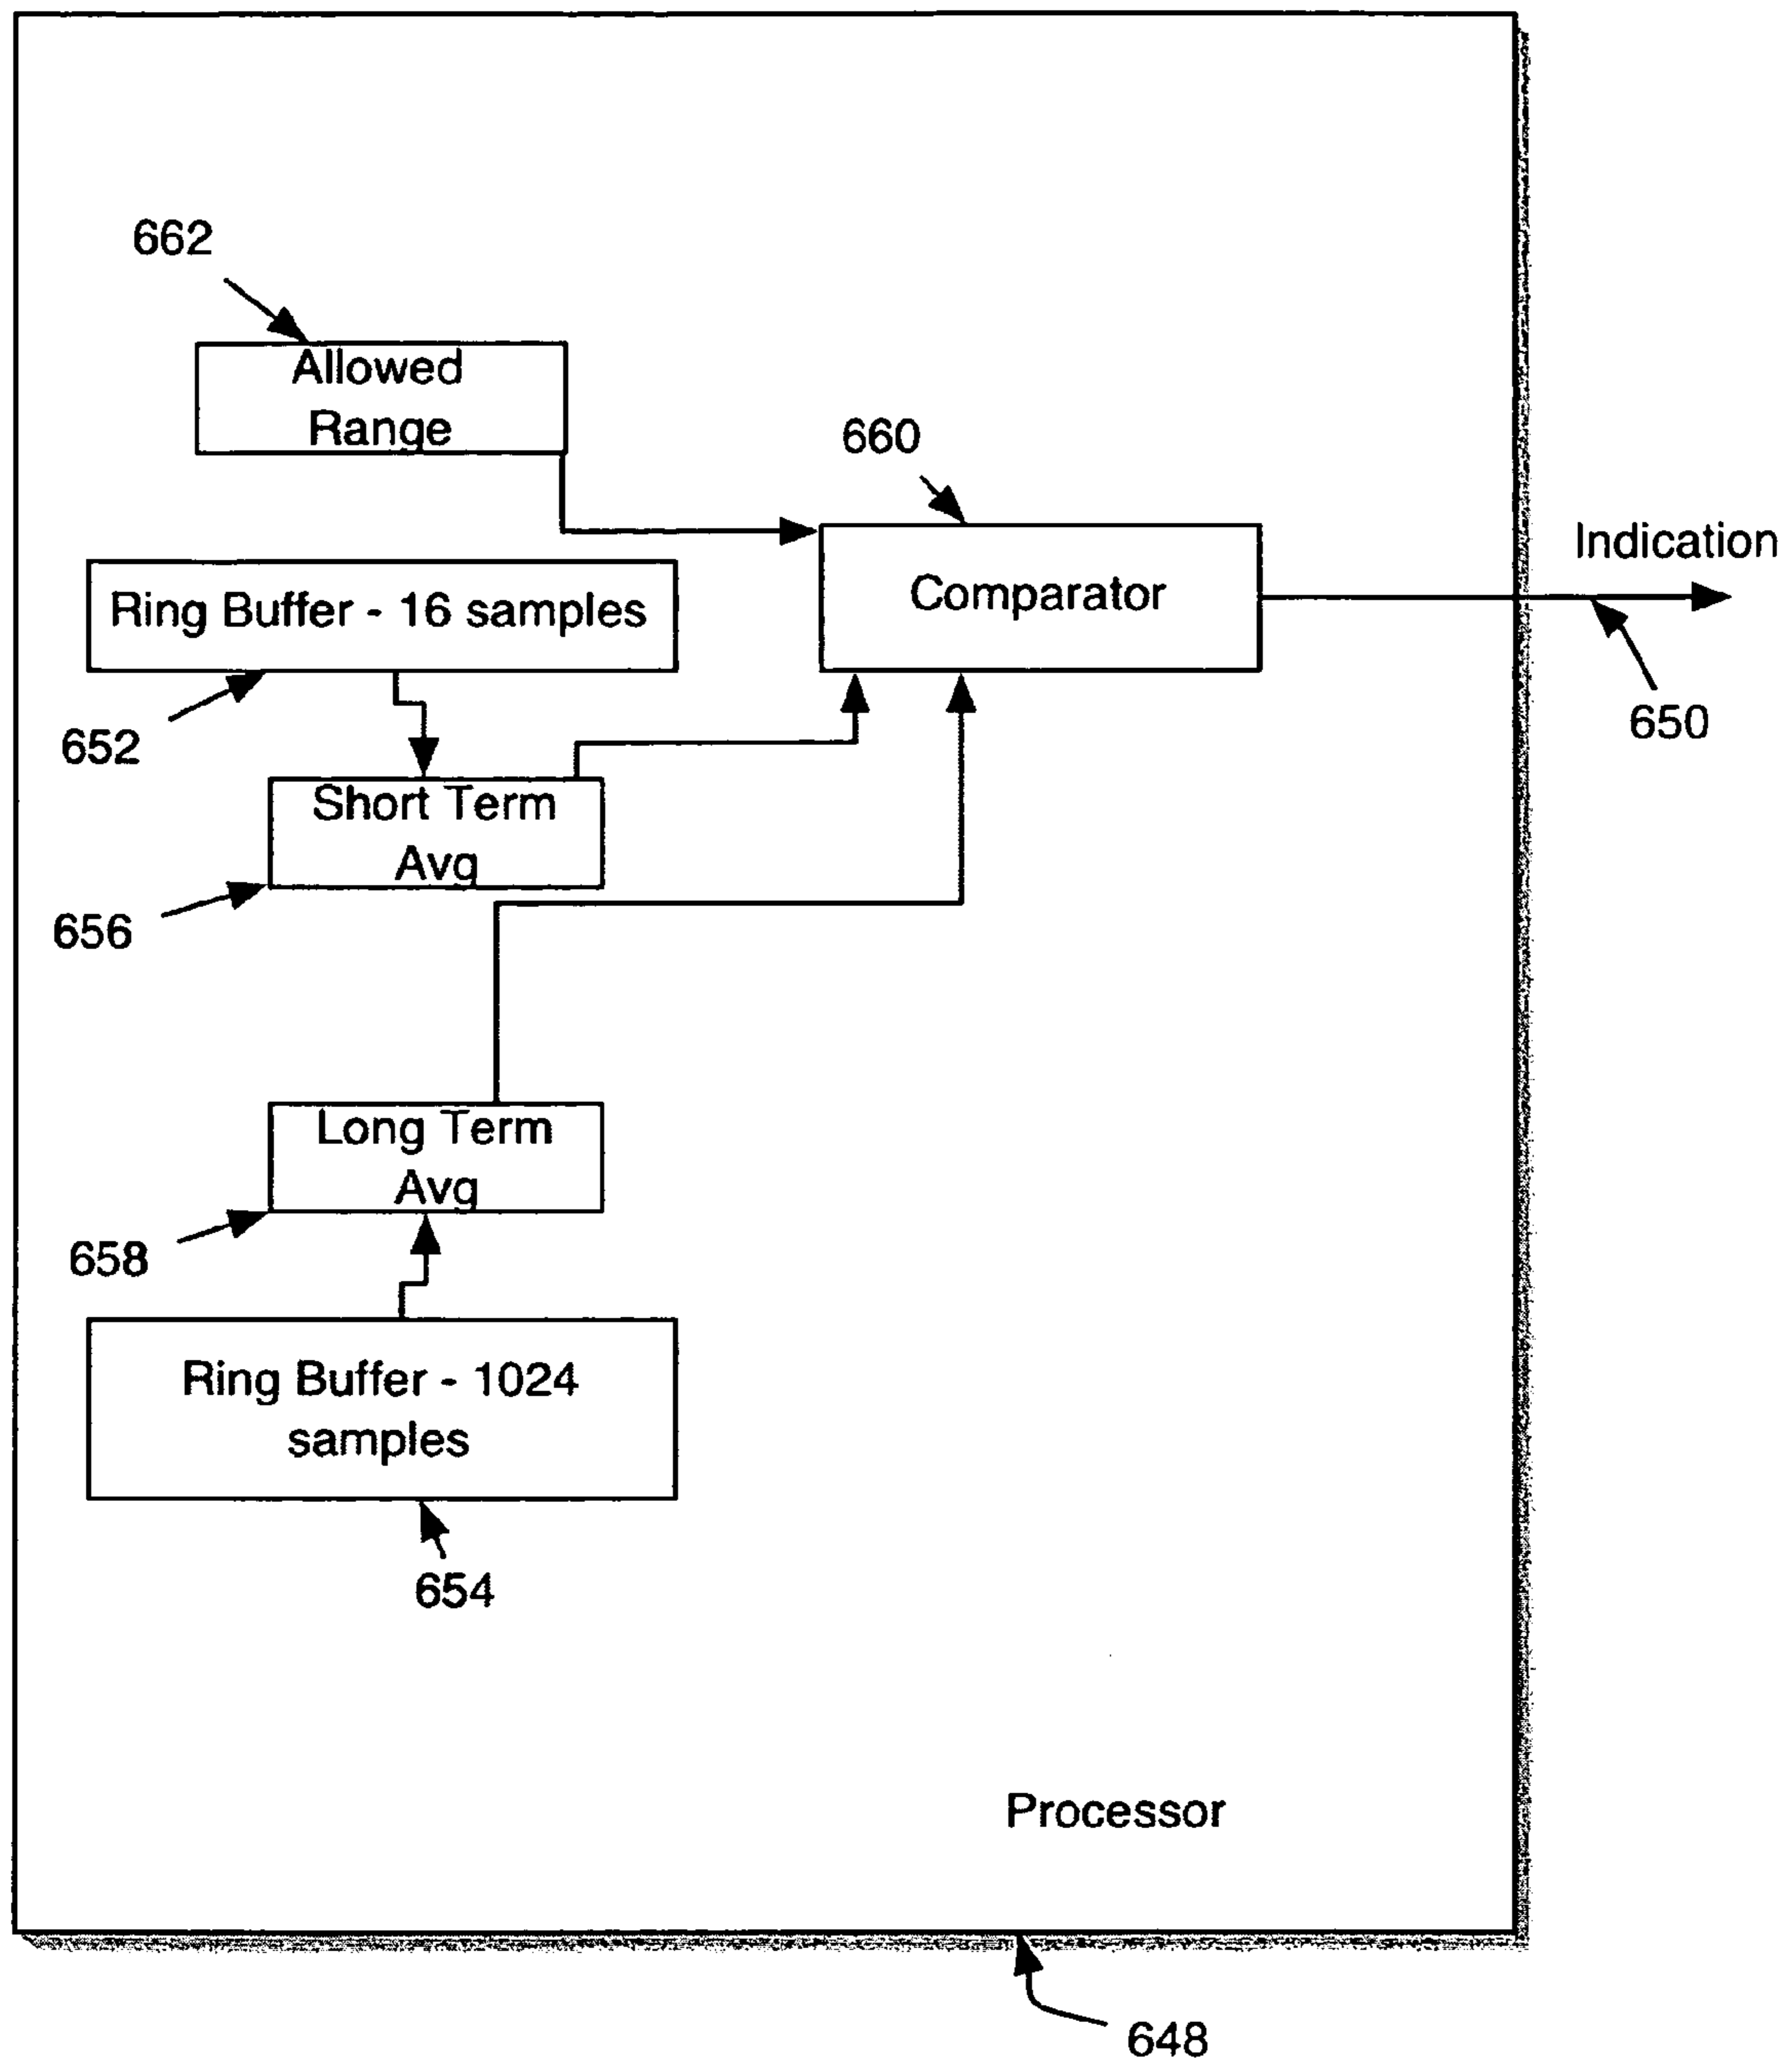 662
Allowed
Range
660
Comparator
Indication
650
Ring Buffer - 16 samples
652
Short Term
Avg
656
Long Term
Avg
658
Ring Buffer - 1024
samples
654
Processor
648